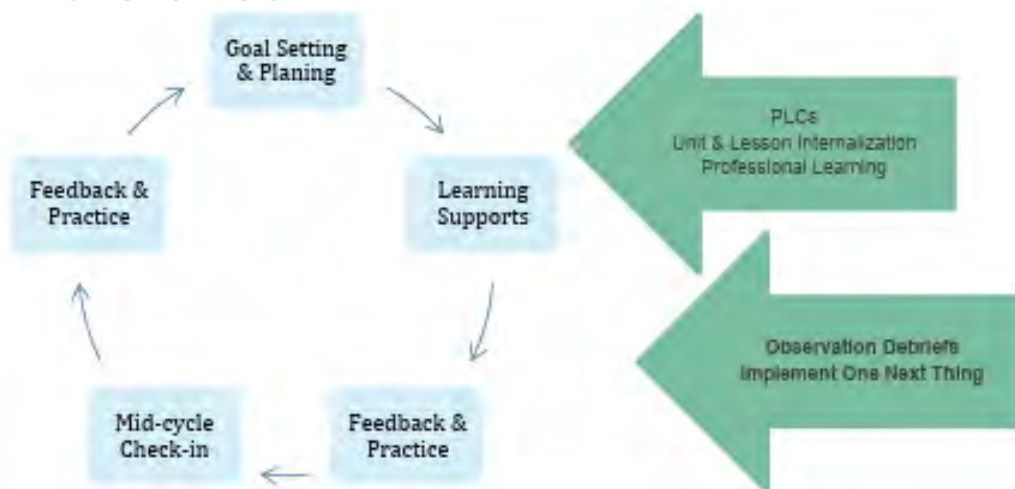 Goal Setting
& Planing
PLCs
Unit & Lesson Internalization
Professional Learning
Feedback &
Practice
Learning
Supports
Observation Debriefs
Implement One Next Thing
Mid-cycle
Check-in
Feedback &
Practice